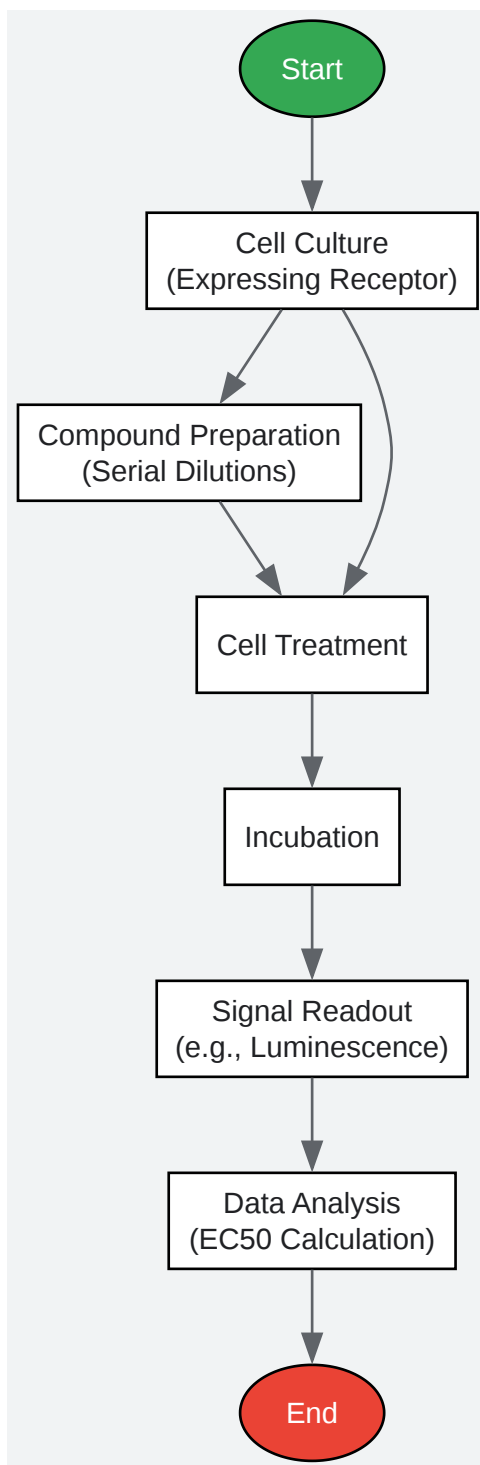 Start
Cell Culture
(Expressing Receptor)
Compound Preparation
(Serial Dilutions)
Cell Treatment
Incubation
Signal Readout
(e.g., Luminescence)
Data Analysis
(EC50 Calculation)
End